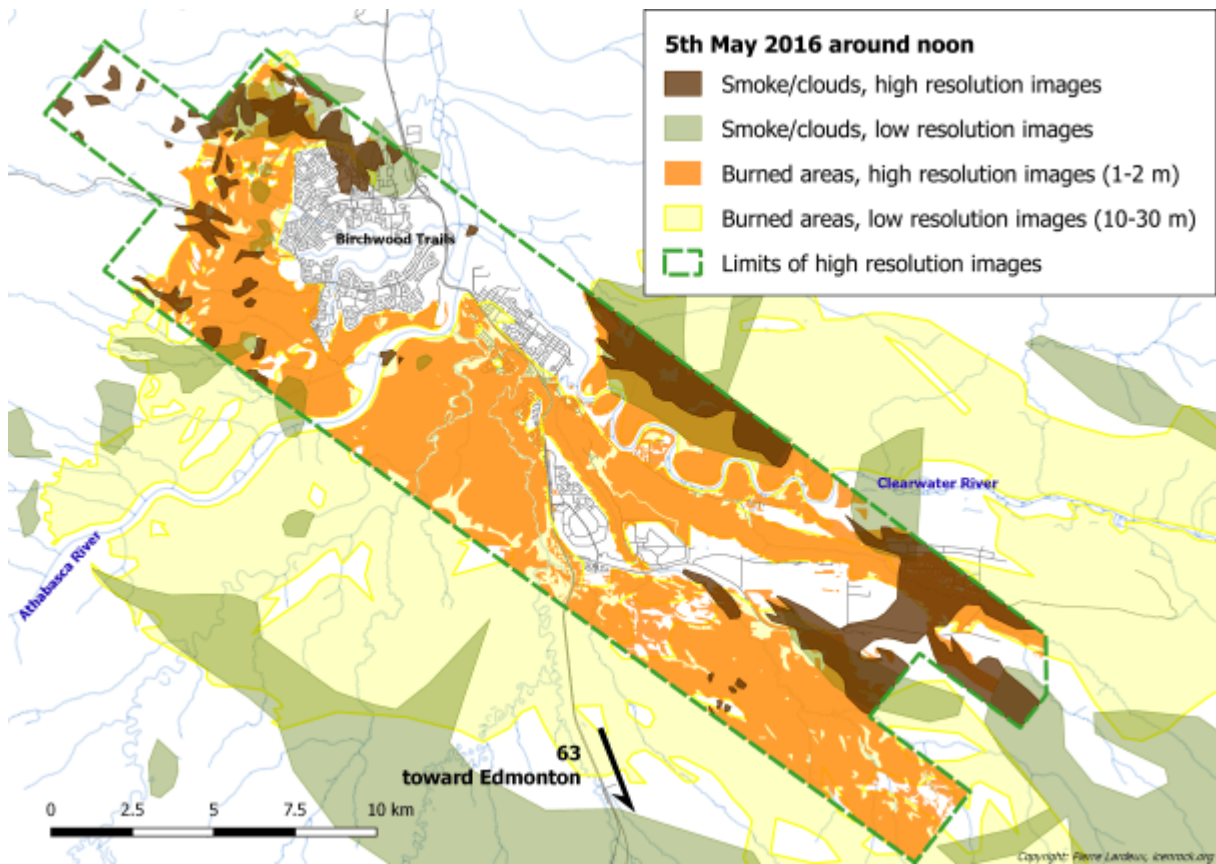 5th May 2016 around noon
Smoke/clouds, high resolution images
Smoke/clouds, low resolution images
Burned areas, high resolution images (1-2 m)
Burned areas, low resolution images (10-30 m)
Limits of high resolution images
Birchwood Trails
Clearwater River
Athabasca River
63
toward Edmonton
0 2.5 5 7.5 10 km
Copyright: Pierre Lardeux, icenrock.org